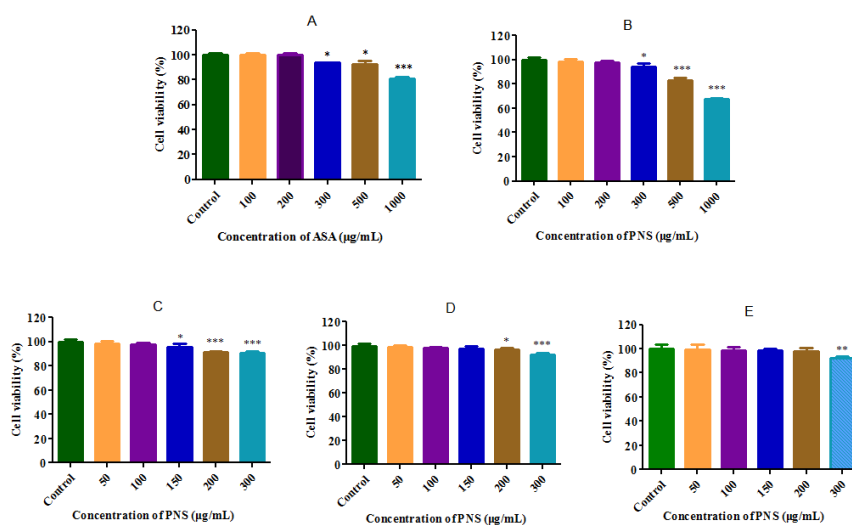 A
Cell viability (%)
120
100
80
60
40
20
0
* * ***
Control 100 200 300 500 1000
Concentration of ASA (µg/mL)
B
Cell viability (%)
120
100
80
60
40
20
0
* *** ***
Control 100 200 300 500 1000
Concentration of PNS (µg/mL)
C
Cell viability (%)
120
100
80
60
40
20
0
* *** ***
Control 50 100 150 200 300
Concentration of PNS (µg/mL)
D
Cell viability (%)
120
100
80
60
40
20
0
* ***
Control 50 100 150 200 300
Concentration of PNS (µg/mL)
E
Cell viability (%)
120
100
80
60
40
20
0
**
Control 50 100 150 200 300
Concentration of PNS (µg/mL)